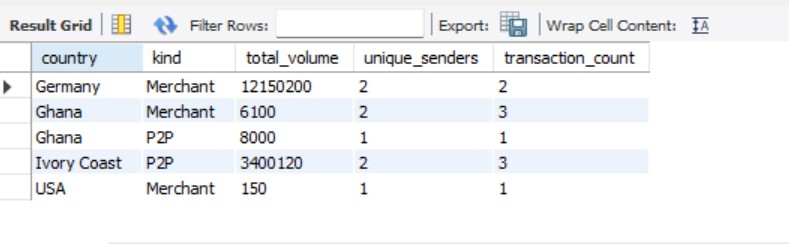 Result Grid Filter Rows: Export: Wrap Cell Content: IA
country kind total_volume unique_senders transaction_count
Germany Merchant 12150200 2 2
Ghana Merchant 6100 2 3
Ghana P2P 8000 1 1
Ivory Coast P2P 3400120 2 3
USA Merchant 150 1 1